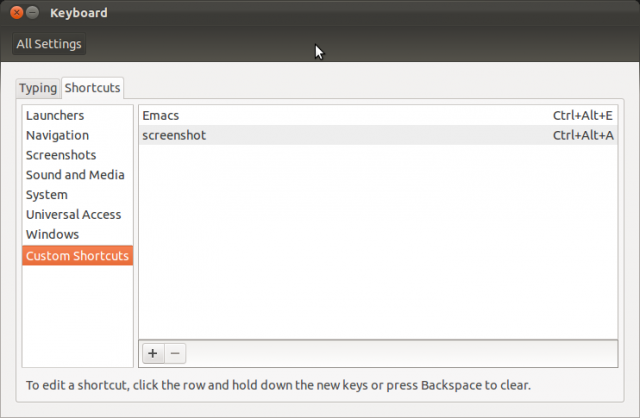 Keyboard
All Settings
Typing Shortcuts
Launchers
Navigation
Screenshots
Sound and Media
System
Universal Access
Windows
Custom Shortcuts
Emacs Ctrl+Alt+E
screenshot Ctrl+Alt+A
To edit a shortcut, click the row and hold down the new keys or press Backspace to clear.